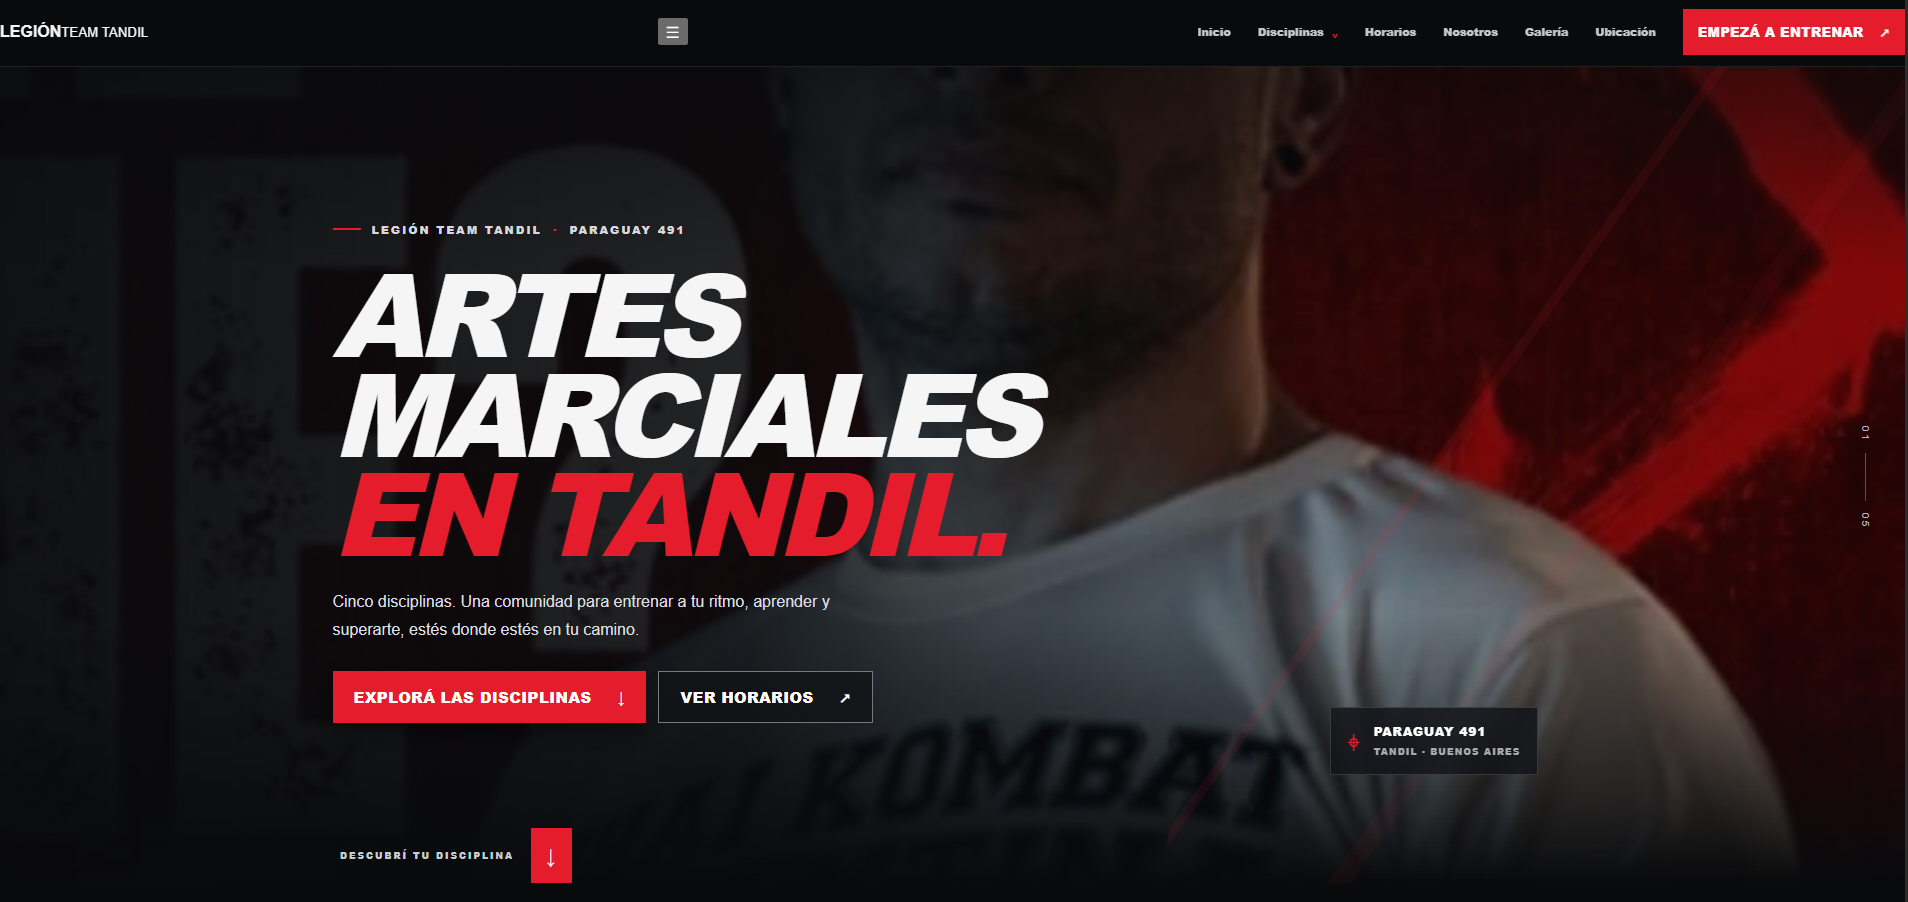 LEGIÓNTEAM TANDIL
Inicio Disciplinas Horarios Nosotros Galería Ubicación EMPEZÁ A ENTRENAR ↗
LEGIÓN TEAM TANDIL · PARAGUAY 491
ARTES
MARCIALES
EN TANDIL.
Cinco disciplinas. Una comunidad para entrenar a tu ritmo, aprender y
superarte, estés donde estés en tu camino.
EXPLORÁ LAS DISCIPLINAS ↓ VER HORARIOS ↗
01
05
KOMBAT
PARAGUAY 491
TANDIL · BUENOS AIRES
DESCUBRÍ TU DISCIPLINA ↓